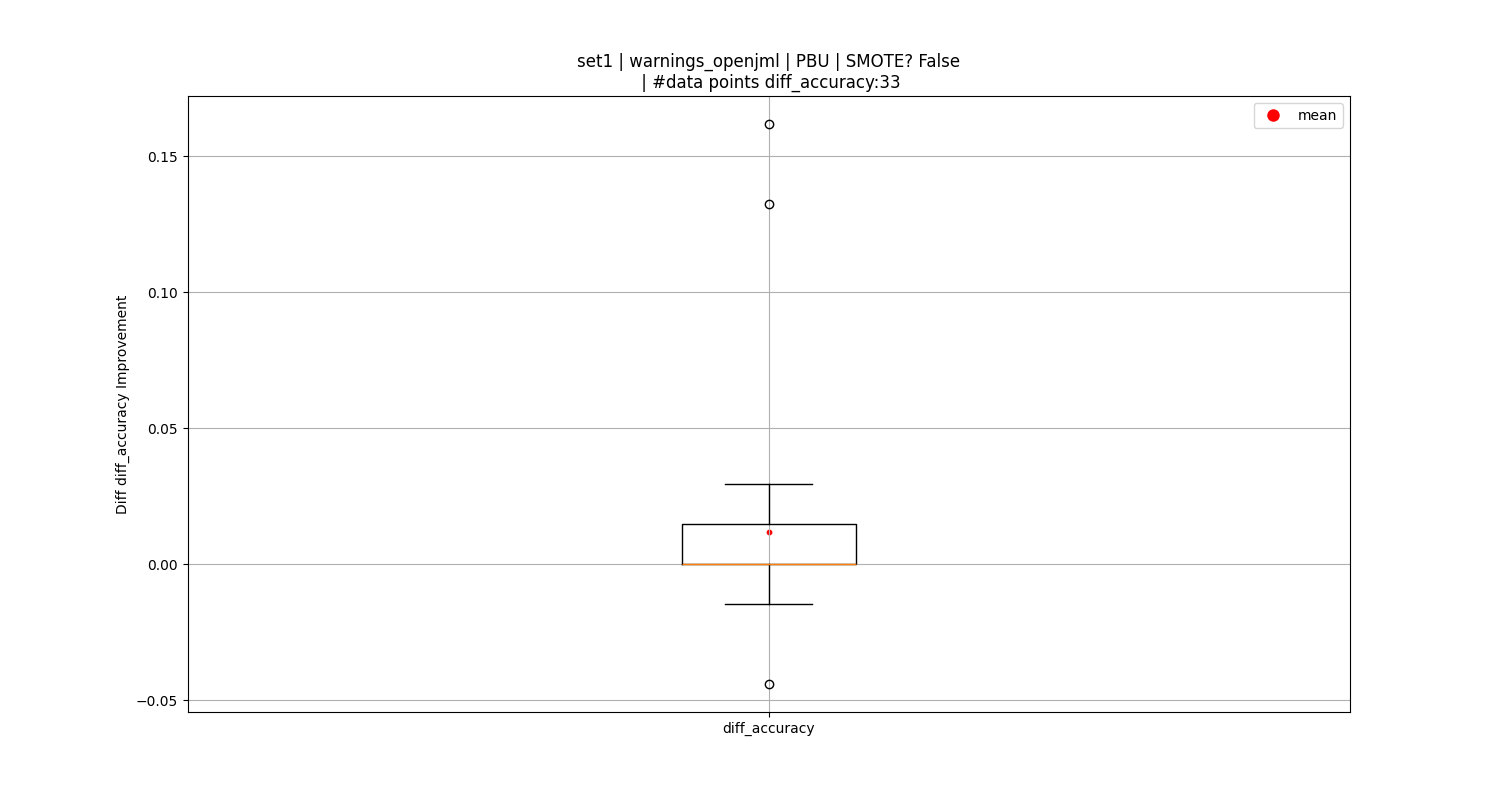 set1 | warnings_openjml | PBU | SMOTE? False
| #data points diff_accuracy:33
mean
0.15
0.10
0.05
0.00
−0.05
Diff diff_accuracy Improvement
diff_accuracy